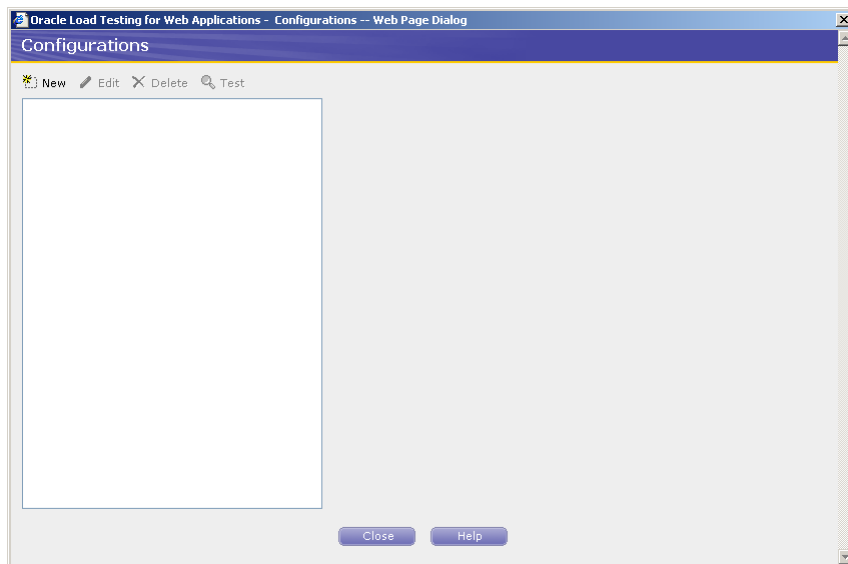 Oracle Load Testing for Web Applications - Configurations -- Web Page Dialog
Configurations
New Edit Delete Test
Close Help